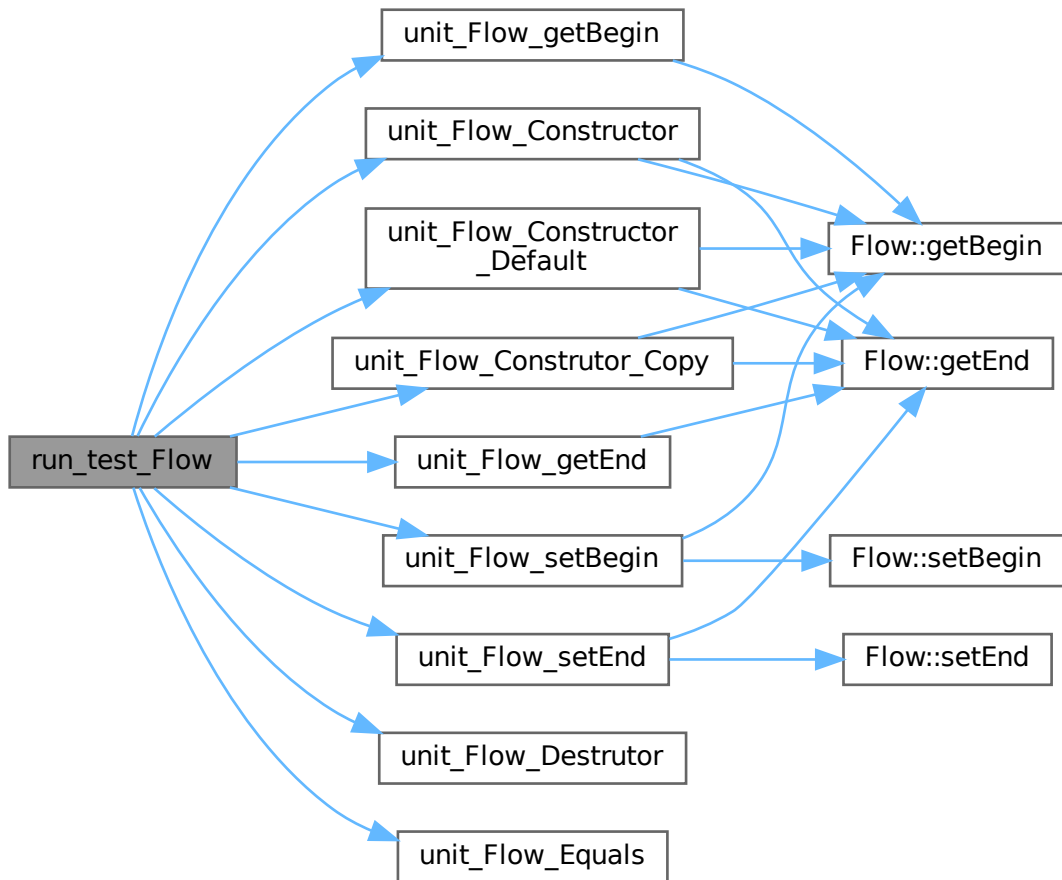 unit_Flow_getBegin
unit_Flow_Constructor
unit_Flow_Constructor
_Default
unit_Flow_Construtor_Copy
run_test_Flow
unit_Flow_getEnd
unit_Flow_setBegin
unit_Flow_setEnd
unit_Flow_Destrutor
unit_Flow_Equals
Flow::getBegin
Flow::getEnd
Flow::setBegin
Flow::setEnd